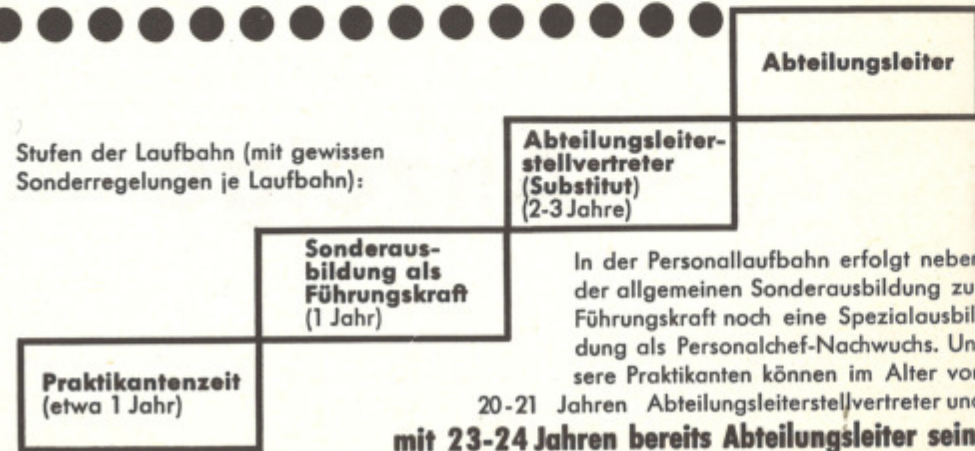 Abteilungsleiter
Stufen der Laufbahn (mit gewissen
Sonderregelungen je Laufbahn):
Abteilungsleiter-
stellvertreter
(Substitut)
(2-3 Jahre)
Sonderaus-
bildung als
Führungskraft
(1 Jahr)
Praktikantenzeit
(etwa 1 Jahr)
In der Personallaufbahn erfolgt neben
der allgemeinen Sonderausbildung zu
Führungskraft noch eine Spezialausbil
dung als Personalchef-Nachwuchs. Un
sere Praktikanten können im Alter von
20-21 Jahren Abteilungsleiterstellvertreter und
mit 23-24 Jahren bereits Abteilungsleiter sein